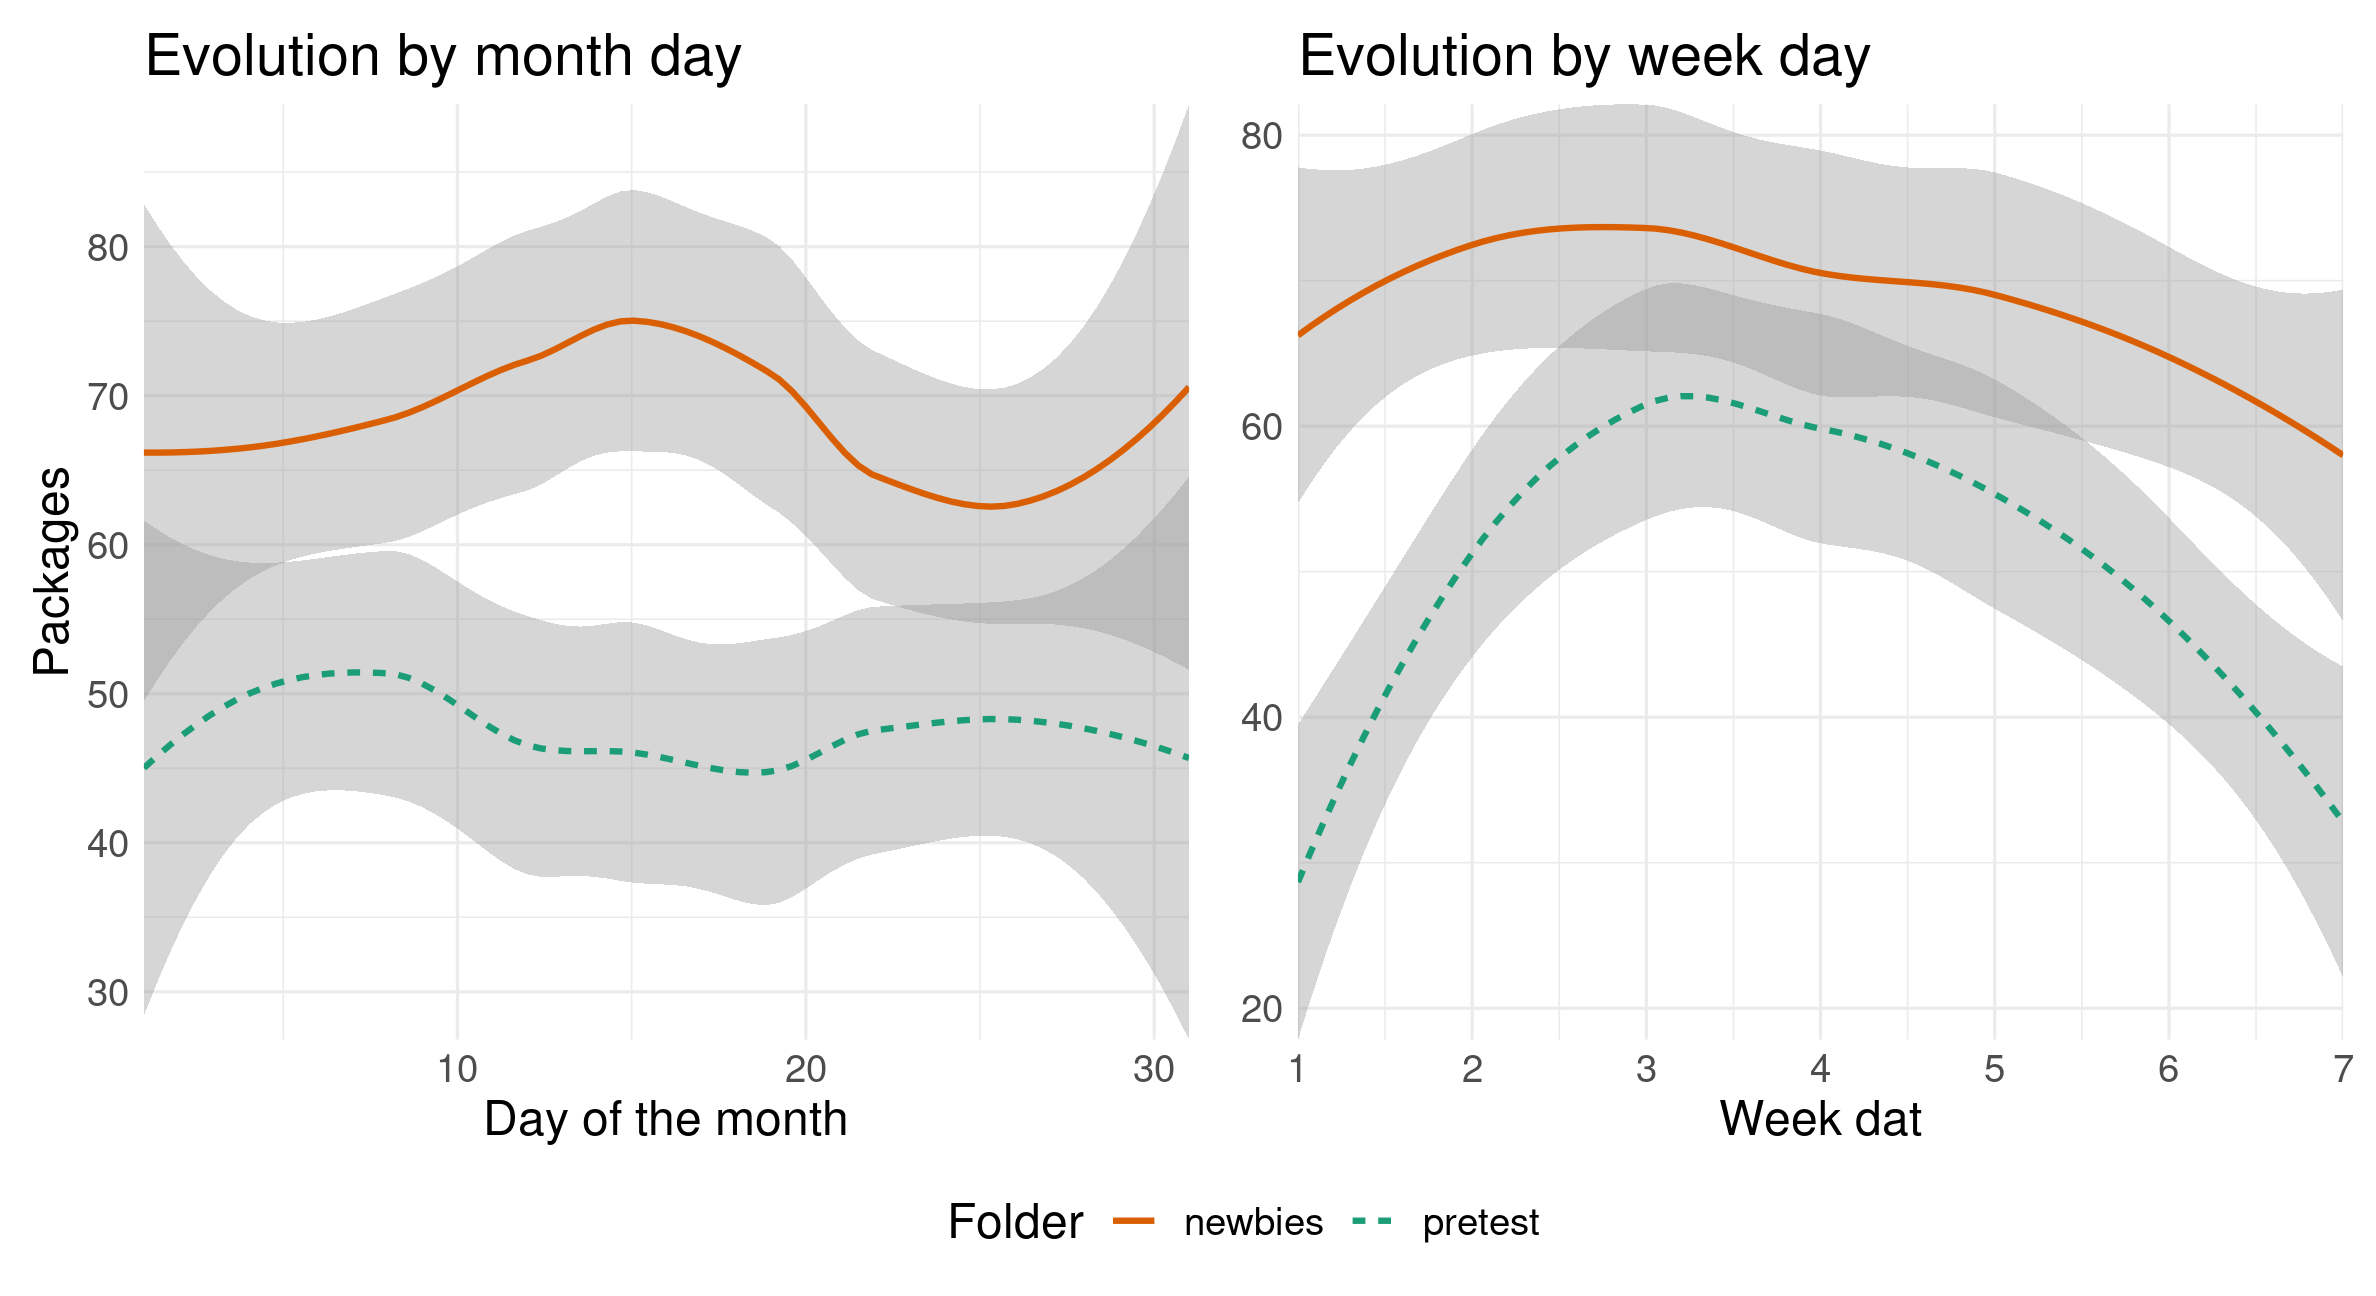 Evolution by month day
Packages
80
70
60
50
40
30
10 20 30
Day of the month
Evolution by week day
80
60
40
20
1 2 3 4 5 6 7
Week dat
Folder newbies pretest